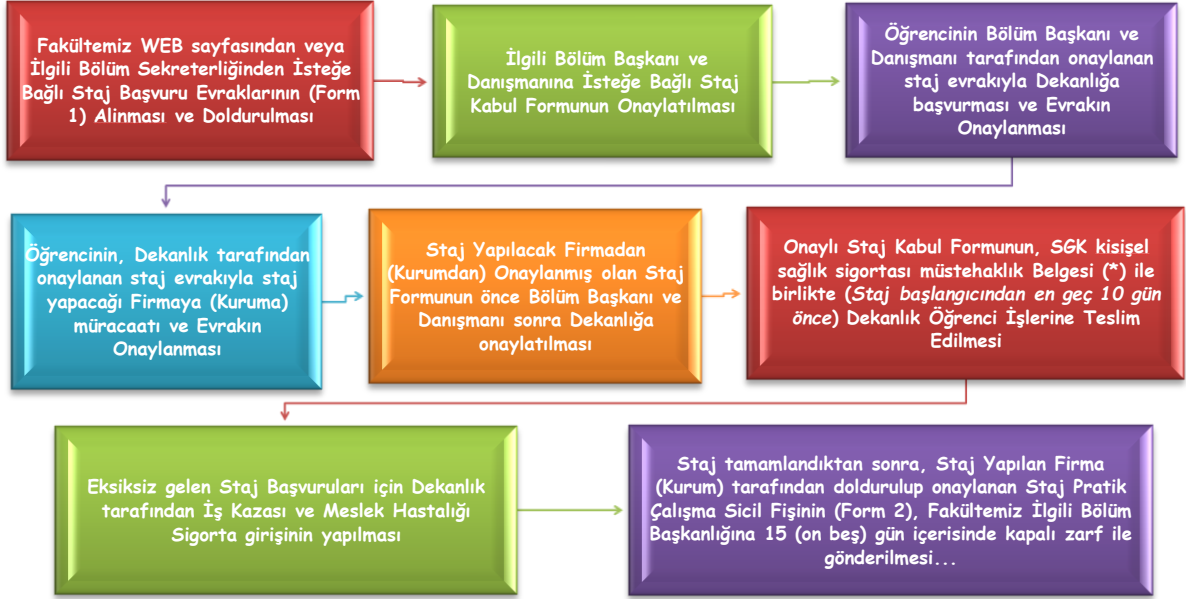 Fakültemiz WEB sayfasından veya
İlgili Bölüm Sekreterliğinden İsteğe
Bağlı Staj Başvuru Evraklarının (Form
1) Alinması ve Doldurulması
İlgili Bölüm Başkanı ve
Danışmanına İsteğe Bağlı Staj
Kabul Formunun Onaylatılması
Öğrencinin Bölüm Başkanı ve
Danışmanı tarafından onaylanan
staj evrakıyla Dekanlığa
başvurması ve Evrakın
Onaylanması
Öğrencinin, Dekanlık tarafından
onaylanan staj evrakıyla staj
yapacağı Firmaya (Kuruma)
müracaatı ve Evrakın
Onaylanması
Staj Yapılacak Firmadan
(Kurumdan) Onaylanmış olan Staj
Formunun önce Bölüm Başkanı ve
Danışmanı sonra Dekanlığa
onaylatılması
Onaylı Staj Kabul Formunun, SGK kisişel
sağlık sigortası müstehaklık Belgesi (*) ile
birlikte (Staj başlangıcından en geç 10 gün
önce) Dekanlık Öğrenci İşlerine Teslim
Edilmesi
Eksiksiz gelen Staj Başvuruları için Dekanlık
tarafından İş Kazası ve Meslek Hastalığı
Sigorta girişinin yapılması
Staj tamamlandıktan sonra, Staj Yapılan Firma
(Kurum) tarafından doldurulup onaylanan Staj Pratik
Çalışma Sicil Fişinin (Form 2), Fakültemiz İlgili Bölüm
Başkanlığına 15 (on beş) gün içerisinde kapalı zarf ile
gönderilmesi...